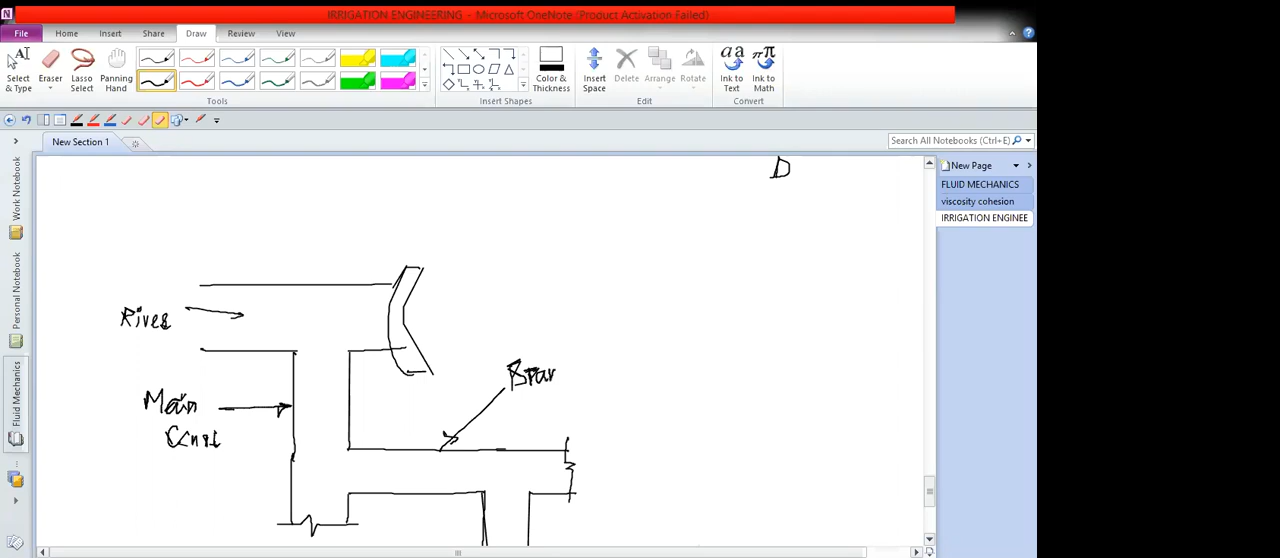 IRRIGATION ENGINEERING - Microsoft OneNote (Product Activation Failed)
File Home Insert Share Draw Review View
Select & Type
Eraser
Lasso Select
Panning Hand
Color & Thickness
Insert Space
Delete
Arrange
Rotate
Ink to Text
Ink to Math
Tools
Insert Shapes
Edit
Convert
New Section 1
Search All Notebooks (Ctrl+E)
New Page
FLUID MECHANICS
viscosity cohesion
IRRIGATION ENGINEE
Work Notebook
Personal Notebook
Fluid Mechanics
D
River
Bran
Main